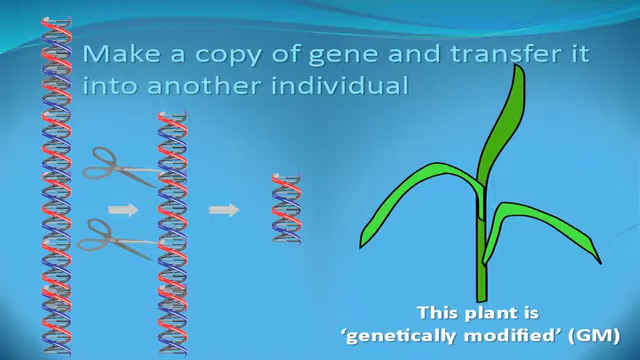 Make a copy of gene and transfer it
into another individual
This plant is
‘genetically modified’ (GM)